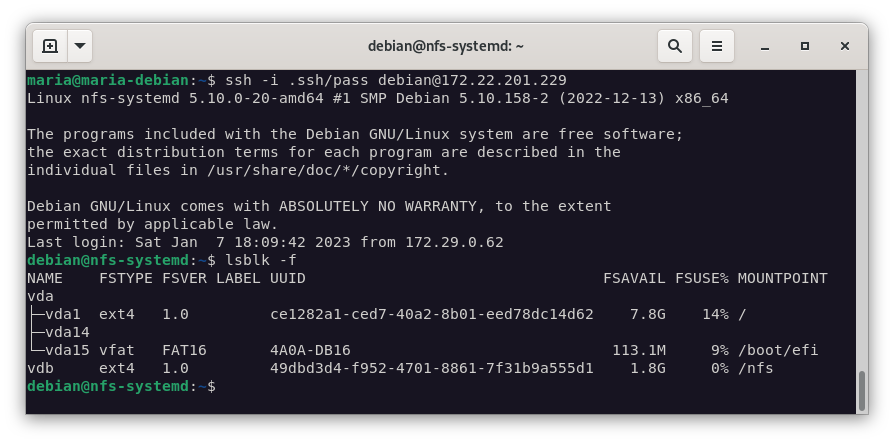 debian@nfs-systemd: ~
maria@maria-debian:~$ ssh -i .ssh/pass debian@172.22.201.229
Linux nfs-systemd 5.10.0-20-amd64 #1 SMP Debian 5.10.158-2 (2022-12-13) x86_64

The programs included with the Debian GNU/Linux system are free software;
the exact distribution terms for each program are described in the
individual files in /usr/share/doc/*/copyright.

Debian GNU/Linux comes with ABSOLUTELY NO WARRANTY, to the extent
permitted by applicable law.
Last login: Sat Jan  7 18:09:42 2023 from 172.29.0.62
debian@nfs-systemd:~$ lsblk -f
NAME    FSTYPE FSVER LABEL UUID                                 FSAVAIL FSUSE% MOUNTPOINT
vda
├─vda1  ext4   1.0         ce1282a1-ced7-40a2-8b01-eed78dc14d62    7.8G    14% /
├─vda14
└─vda15 vfat   FAT16       4A0A-DB16                             113.1M     9% /boot/efi
vdb     ext4   1.0         49dbd3d4-f952-4701-8861-7f31b9a555d1    1.8G     0% /nfs
debian@nfs-systemd:~$